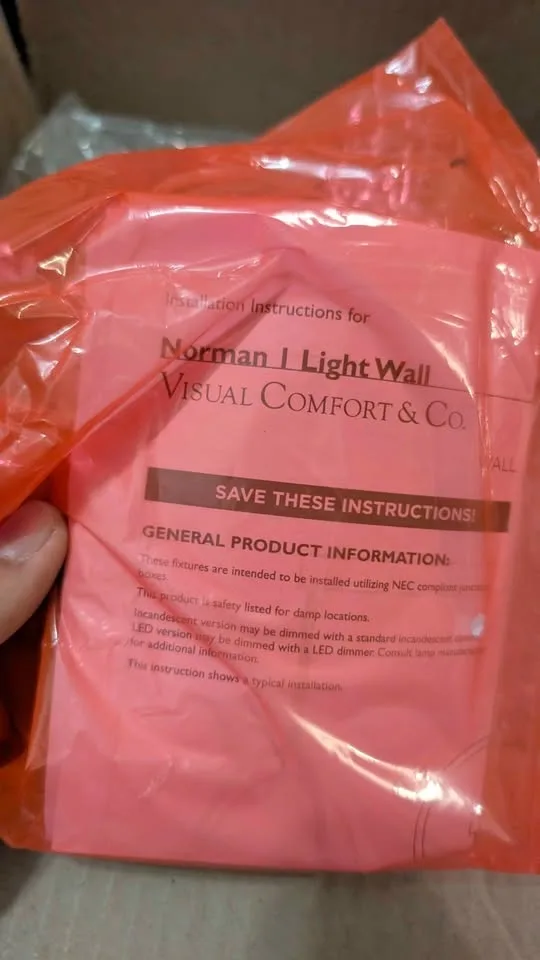 Installation Instructions for
Norman 1 Light Wall
VISUAL COMFORT & CO.
WALL
SAVE THESE INSTRUCTIONS!
GENERAL PRODUCT INFORMATION:
These fixtures are intended to be installed utilizing NEC compliant junction
boxes.
This product is safety listed for damp locations.
Incandescent version may be dimmed with a standard incandescent
LED version may be dimmed with a LED dimmer. Consult lamp manufacturer
for additional information.
This instruction shows a typical installation.